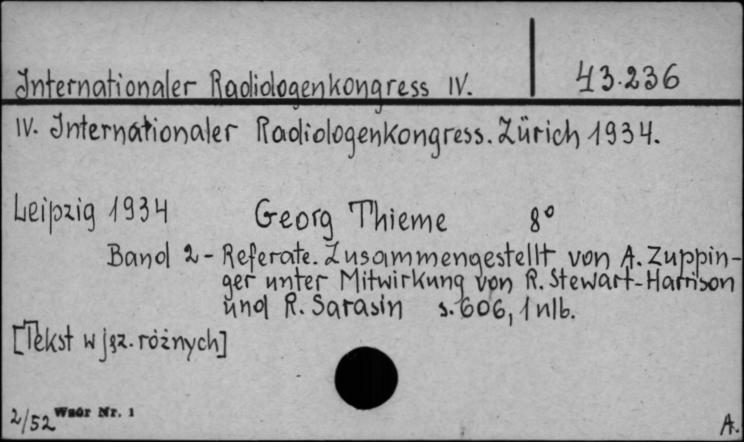 Internationaler Radiologenkongress IV. 43.236
IV. Internationaler Radiologenkongress. Zürich 1934.
Leipzig 1934 Georg Thieme 8°
Band 2 - Referate. Zusammengestellt von A. Zuppin-
ger unter Mitwirkung von R. Stewart-Harrison
und R. Sarasin s. 606, 1 nlb.
[Tekst w jęz. różnych]
2/52 Wzór Nr. 1
A.